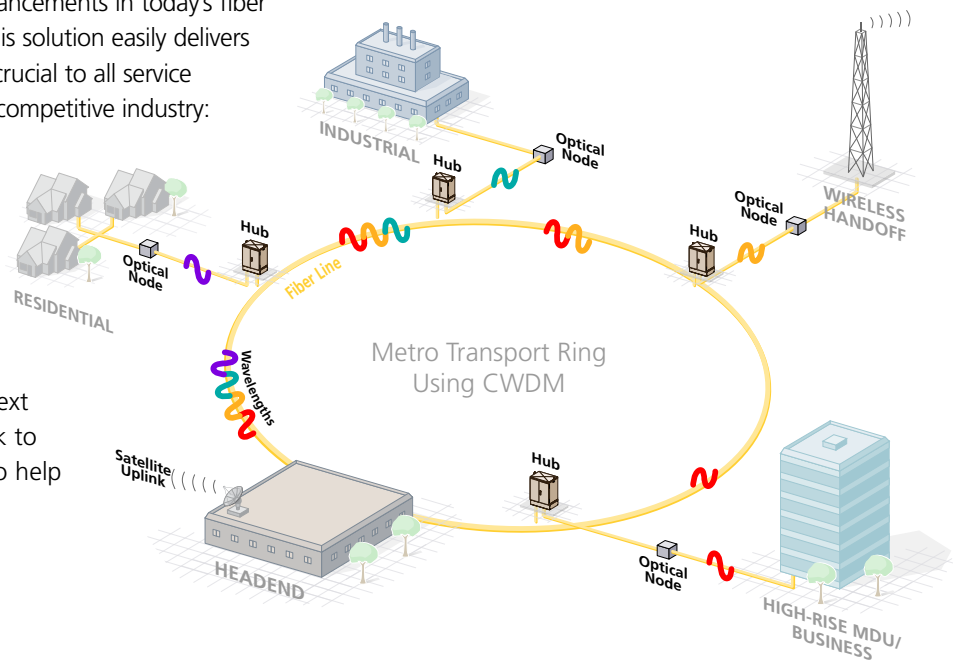 ancements in today's fiber
is solution easily delivers
crucial to all service
competitive industry:
INDUSTRIAL
Optical
Node
Hub
WIRELESS
HANDOFF
Optical
Node
Hub
Hub
Optical
Node
RESIDENTIAL
Fiber Line
Metro Transport Ring
Using CWDM
Wavelengths
ext
k to
o help
Satellite
Uplink
HEADEND
Hub
Optical
Node
HIGH-RISE MDU/
BUSINESS